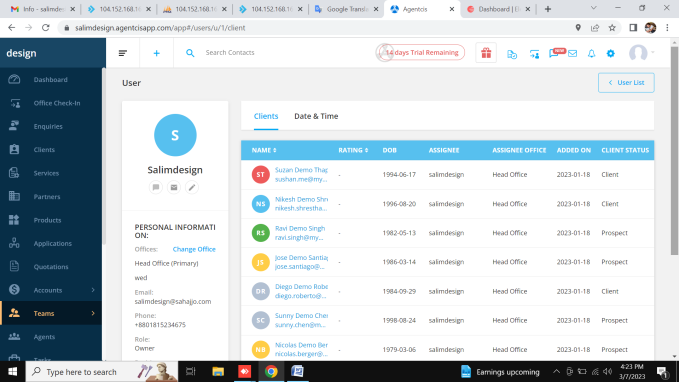 Info - salimdesi
104.152.168.1
104.152.168.1
104.152.168.1
Google Transla
Agentcis
Dashboard | E
salimdesign.agentcisapp.com/app#/users/u/1/client
design
Search Contacts
14 days Trial Remaining
NEW
Dashboard
Office Check-In
Enquiries
Clients
Services
Partners
Products
Applications
Quotations
Accounts
Teams
Agents
Tasks
User
User List
S
Salimdesign
PERSONAL INFORMATI
ON:
Offices: Change Office
Head Office (Primary)
wed
Email:
salimdesign@sahajjo.com
Phone:
+8801815234675
Role:
Owner
Clients Date & Time
NAME RATING DOB ASSIGNEE ASSIGNEE OFFICE ADDED ON CLIENT STATUS
ST Suzan Demo Thap - 1994-06-17 salimdesign Head Office 2023-01-18 Client
sushan.me@my...
NS Nikesh Demo Shre - 1996-08-20 salimdesign Head Office 2023-01-18 Client
nikesh.shrestha...
RS Ravi Demo Singh - 1982-05-13 salimdesign Head Office 2023-01-18 Prospect
ravi.singh@my...
JS Jose Demo Santiag - 1986-03-14 salimdesign Head Office 2023-01-18 Prospect
jose.santiago@...
DR Diego Demo Robe - 1984-09-29 salimdesign Head Office 2023-01-18 Client
diego.roberto@...
SC Sunny Demo Chen - 1998-08-24 salimdesign Head Office 2023-01-18 Prospect
sunny.chen@m...
NB Nicolas Demo Ber - 1979-03-06 salimdesign Head Office 2023-01-18 Prospect
nicolas.berger@...
Type here to search
Earnings upcoming
4:23 PM
3/7/2023